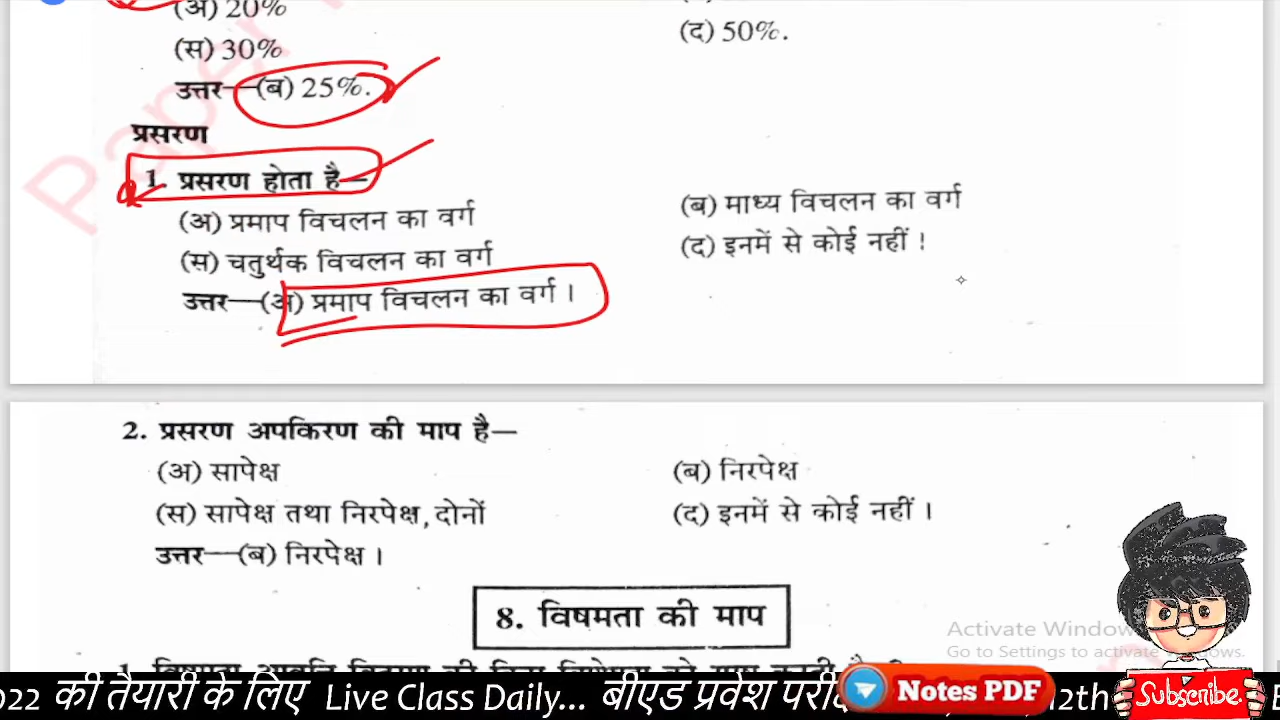 (अ) 20%
(स) 30%
(द) 50%.
उत्तर—(ब) 25%.
प्रसरण
1. प्रसरण होता है—
(अ) प्रमाप विचलन का वर्ग
(ब) माध्य विचलन का वर्ग
(स) चतुर्थक विचलन का वर्ग
(द) इनमें से कोई नहीं !
उत्तर—(अ) प्रमाप विचलन का वर्ग ।
2. प्रसरण अपकिरण की माप है—
(अ) सापेक्ष
(ब) निरपेक्ष
(स) सापेक्ष तथा निरपेक्ष, दोनों
(द) इनमें से कोई नहीं ।
उत्तर—(ब) निरपेक्ष ।
8. विषमता की माप
Activate Windows
Go to Settings to activate Windows.
की तैयारी के लिए Live Class Daily... बीएड प्रवेश
Notes PDF
12th
Subscribe